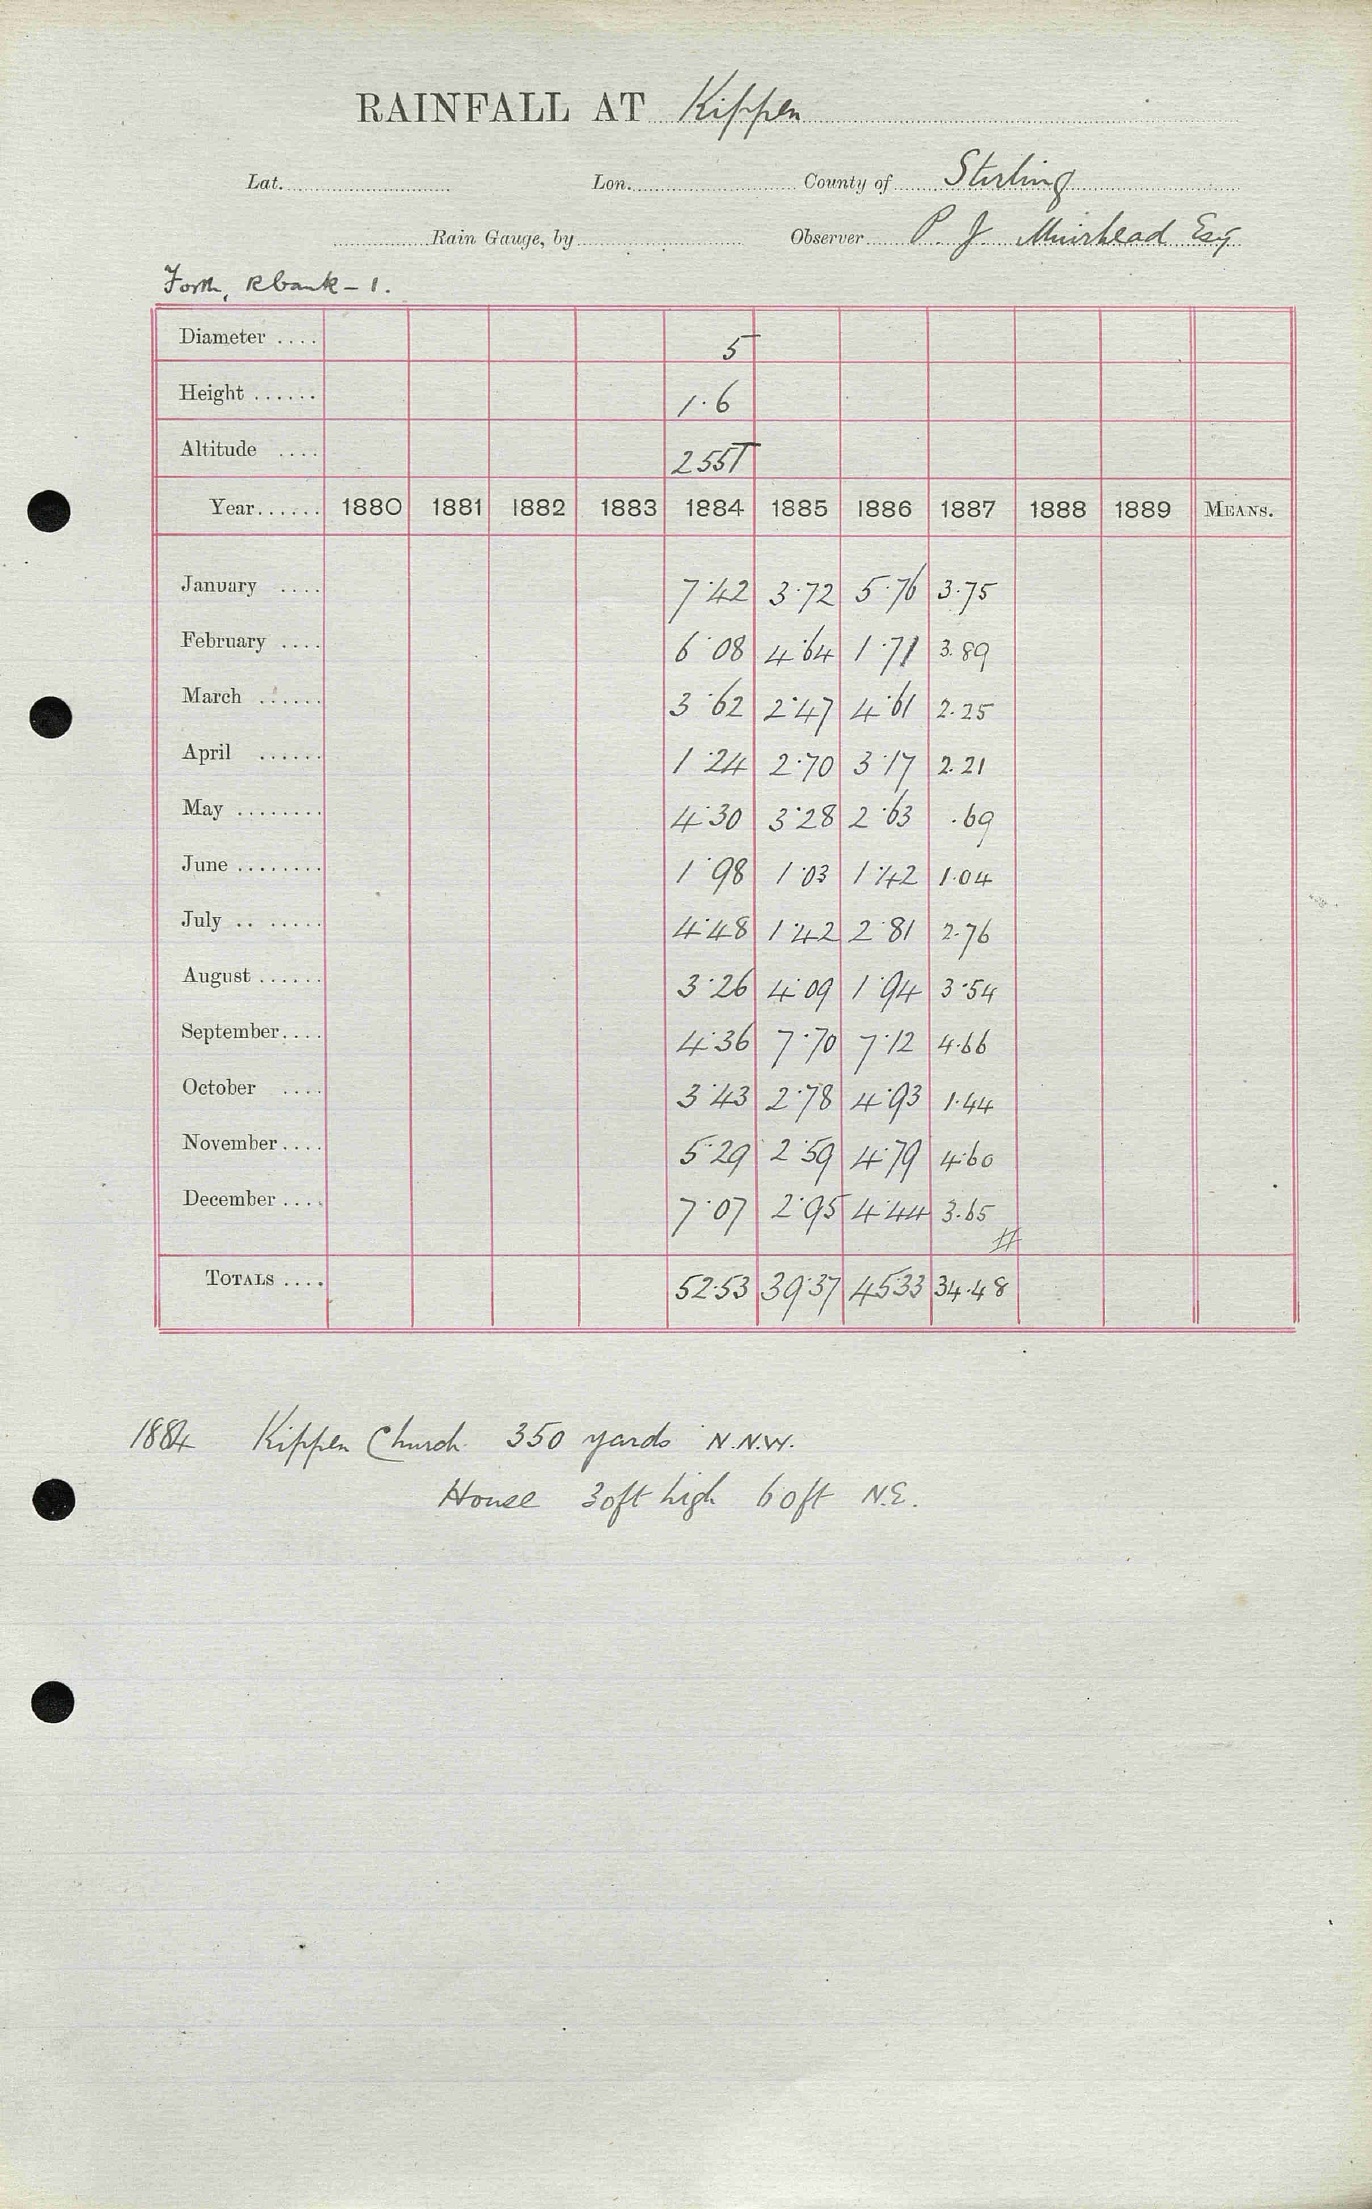 RAINFALL AT Kippen
Lat. Lon. County of Stirling
Rain Gauge, by Observer P. J. Muirhead Esq
Forth, Rbank - 1.
Diameter 5
Height 1.6
Altitude 255T
Year 1880 1881 1882 1883 1884 1885 1886 1887 1888 1889 MEANS.
January 7.42 3.72 5.76 3.75
February 6.08 4.64 1.71 3.89
March 3.62 2.47 4.61 2.25
April 1.24 2.70 3.17 2.21
May 4.30 3.28 2.63 .69
June 1.98 1.03 1.42 1.04
July 4.48 1.42 2.81 2.76
August 3.26 4.09 1.94 3.54
September 4.36 7.70 7.12 4.66
October 3.43 2.78 4.93 1.44
November 5.29 2.59 4.79 4.60
December 7.07 2.95 4.44 3.65
#
TOTALS 52.53 39.37 45.33 34.48
1884 Kippen Church 350 yards N.N.W.
House 30ft high 60ft N.E.